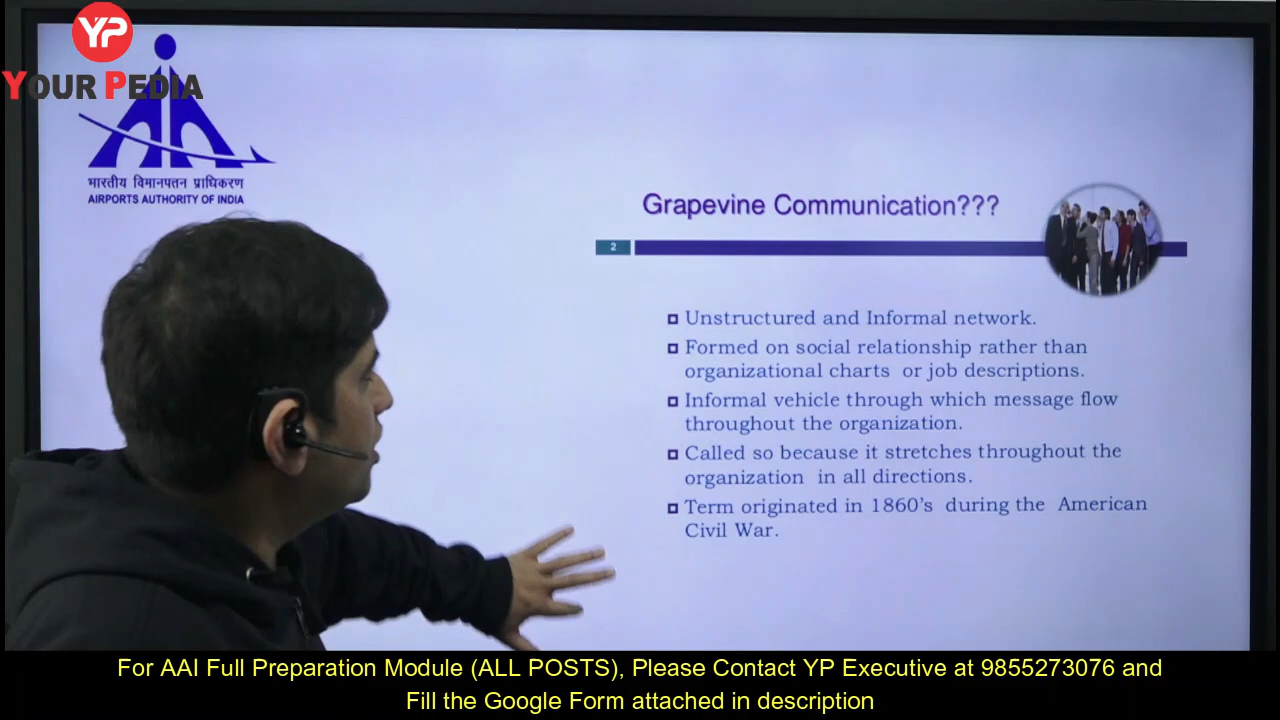 YP
YOUR PEDIA
भारतीय विमानपत्तन प्राधिकरण
AIRPORTS AUTHORITY OF INDIA
Grapevine Communication???
2
Unstructured and Informal network.
Formed on social relationship rather than
organizational charts or job descriptions.
Informal vehicle through which message flow
throughout the organization.
Called so because it stretches throughout the
organization in all directions.
Term originated in 1860's during the American
Civil War.
For AAI Full Preparation Module (ALL POSTS), Please Contact YP Executive at 9855273076 and
Fill the Google Form attached in description